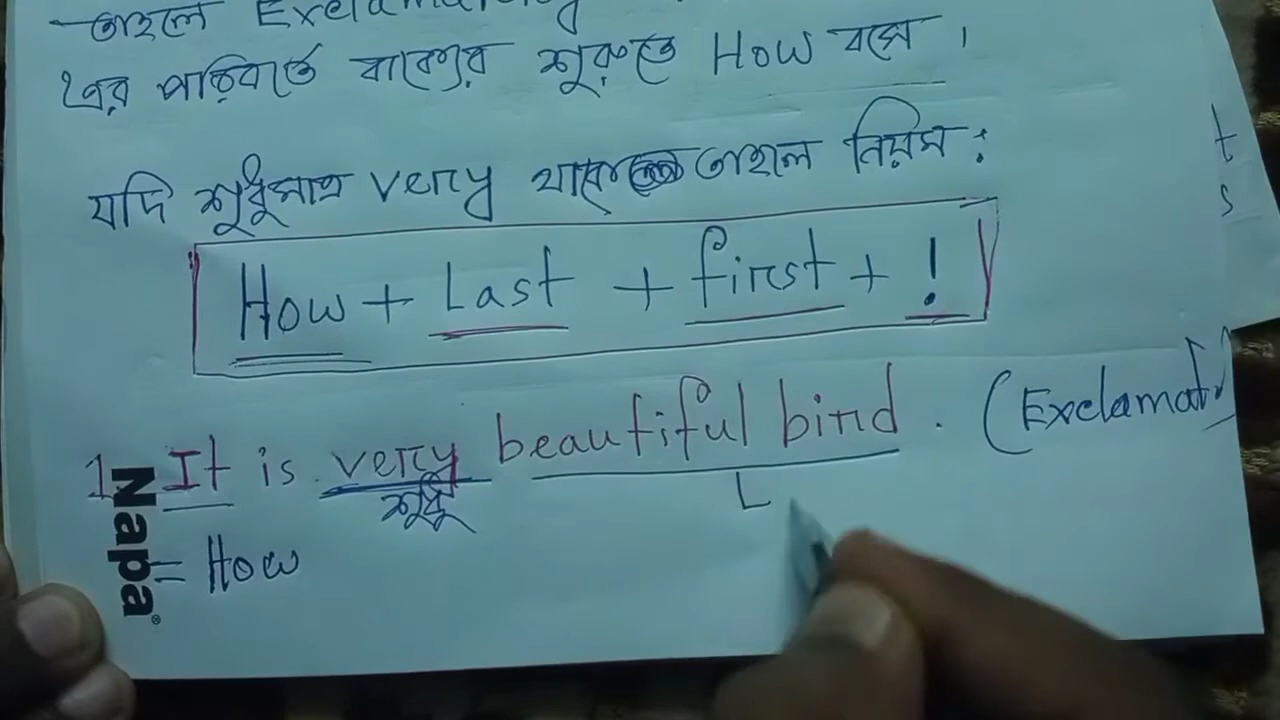 তাহলে Exclamatory
এর পরিবর্তে বাক্যের শুরুতে How বসে ।
যদি শুধুমাত্র very থাকে তাহলে নিয়ম :
How + Last + first + !
1. It is very beautiful bird . (Exclamati
শুধু
L
= How
Napa®
t
s